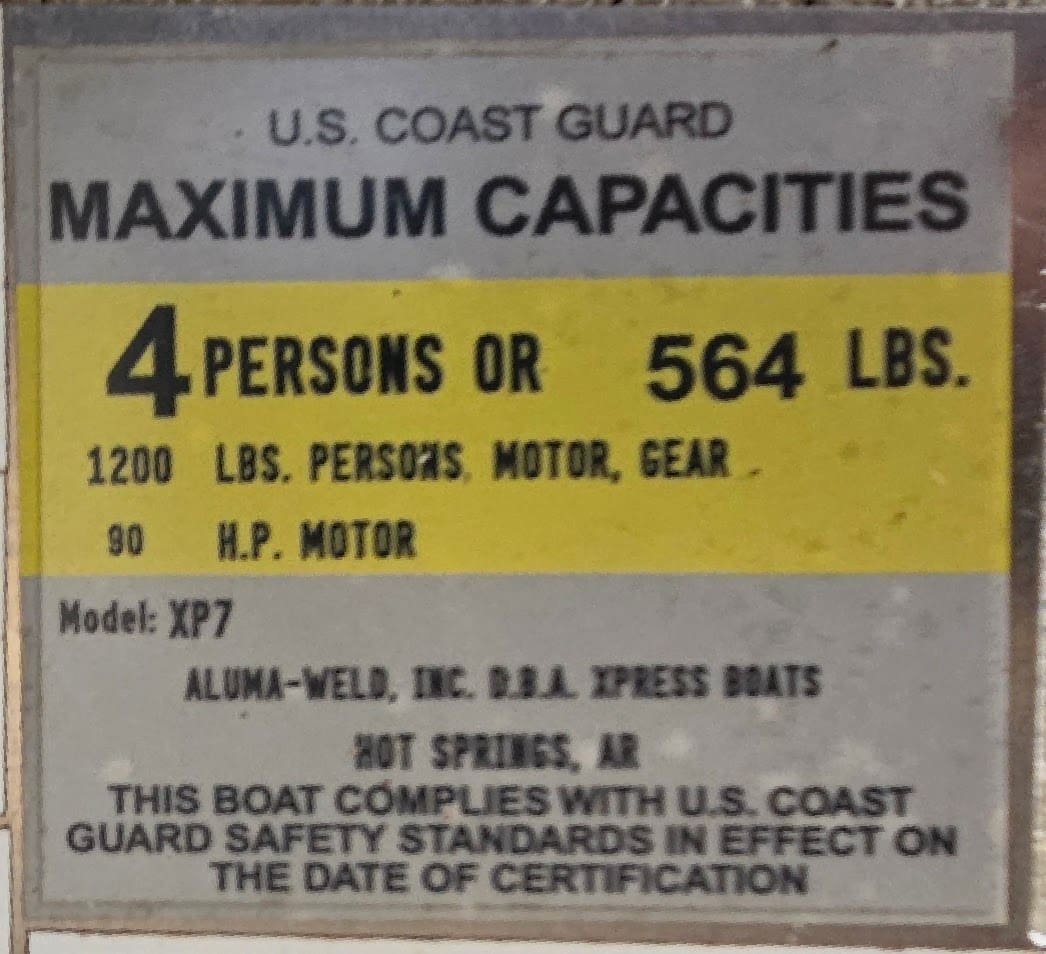 U.S. COAST GUARD
MAXIMUM CAPACITIES
4 PERSONS OR 564 LBS.
1200 LBS. PERSONS, MOTOR, GEAR
90 H.P. MOTOR
Model: XP7
ALUMA-WELD, INC. D.B.A. XPRESS BOATS
HOT SPRINGS, AR
THIS BOAT COMPLIES WITH U.S. COAST
GUARD SAFETY STANDARDS IN EFFECT ON
THE DATE OF CERTIFICATION